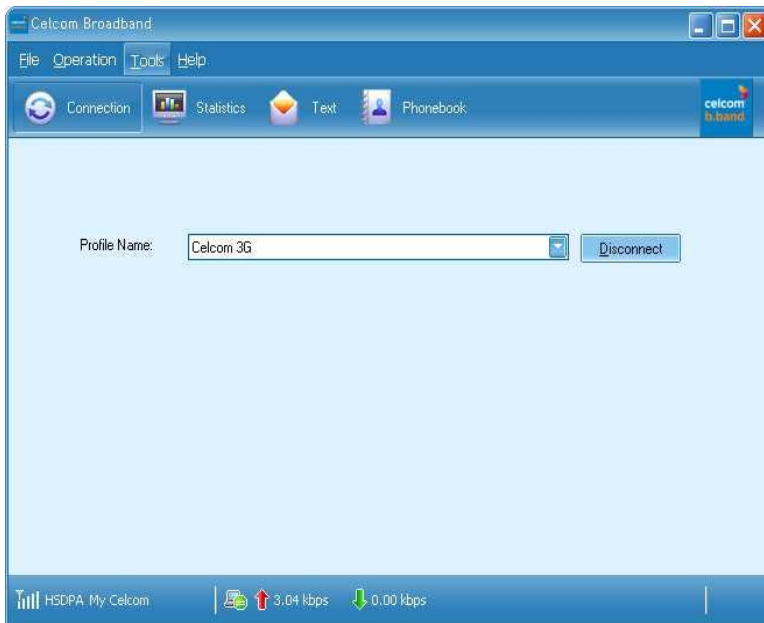 Celcom Broadband
File Operation Tools Help
Connection Statistics Text Phonebook
celcom
b.band
Profile Name: Celcom 3G Disconnect
HSDPA My Celcom 3.04 kbps 0.00 kbps